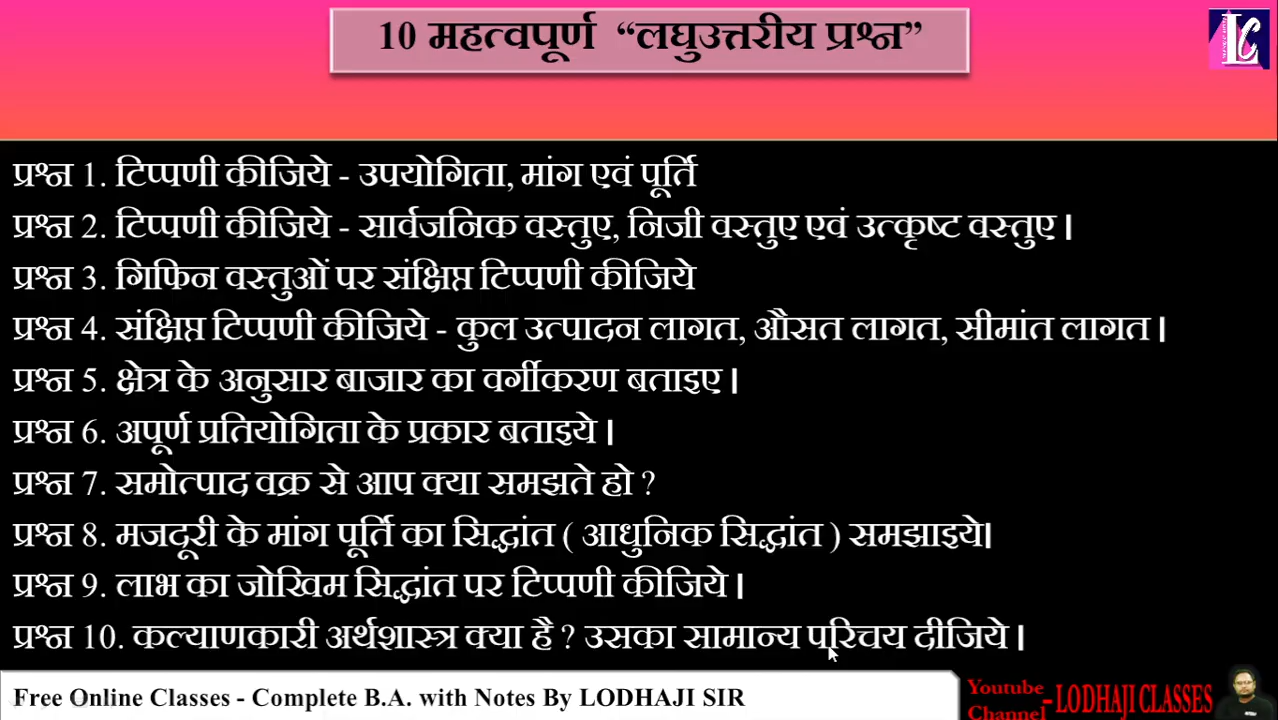 10 महत्वपूर्ण “लघुउत्तरीय प्रश्न”
LC
प्रश्न 1. टिप्पणी कीजिये - उपयोगिता, मांग एवं पूर्ति
प्रश्न 2. टिप्पणी कीजिये - सार्वजनिक वस्तुए, निजी वस्तुए एवं उत्कृष्ट वस्तुए |
प्रश्न 3. गिफिन वस्तुओं पर संक्षिप्त टिप्पणी कीजिये
प्रश्न 4. संक्षिप्त टिप्पणी कीजिये - कुल उत्पादन लागत, औसत लागत, सीमांत लागत |
प्रश्न 5. क्षेत्र के अनुसार बाजार का वर्गीकरण बताइए |
प्रश्न 6. अपूर्ण प्रतियोगिता के प्रकार बताइये |
प्रश्न 7. समोत्पाद वक्र से आप क्या समझते हो ?
प्रश्न 8. मजदूरी के मांग पूर्ति का सिद्धांत ( आधुनिक सिद्धांत ) समझाइये|
प्रश्न 9. लाभ का जोखिम सिद्धांत पर टिप्पणी कीजिये |
प्रश्न 10. कल्याणकारी अर्थशास्त्र क्या है ? उसका सामान्य परिचय दीजिये |
Free Online Classes - Complete B.A. with Notes By LODHAJI SIR
Youtube Channel - LODHAJI CLASSES